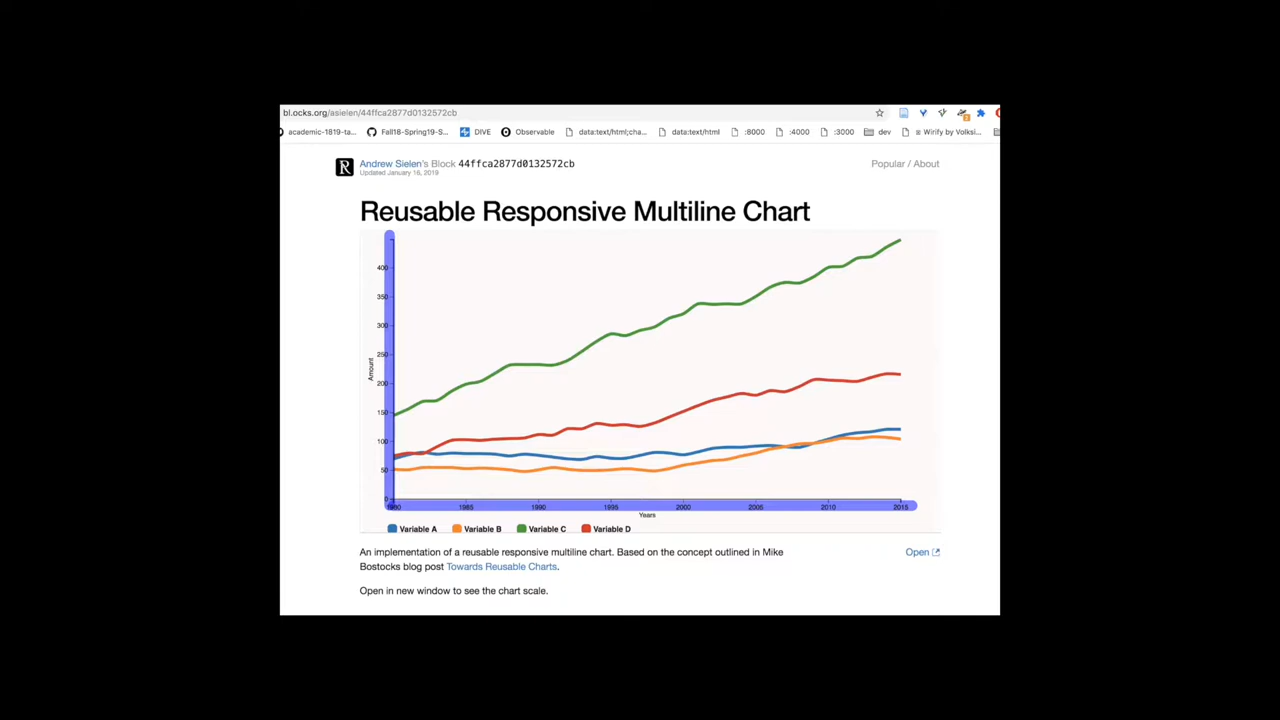 bl.ocks.org/asielen/44ffca2877d0132572cb
academic-1819-ta... Fall18-Spring19-S... DIVE Observable data:text/html;cha... data:text/html :8000 :4000 :3000 dev Wirify by Volksi...
Andrew Sielen's Block 44ffca2877d0132572cb Popular / About
Updated January 16, 2019
Reusable Responsive Multiline Chart
400
350
300
250
200
150
100
50
0
Amount
1980 1985 1990 1995 2000 2005 2010 2015
Years
Variable A Variable B Variable C Variable D
An implementation of a reusable responsive multiline chart. Based on the concept outlined in Mike Open
Bostocks blog post Towards Reusable Charts.
Open in new window to see the chart scale.